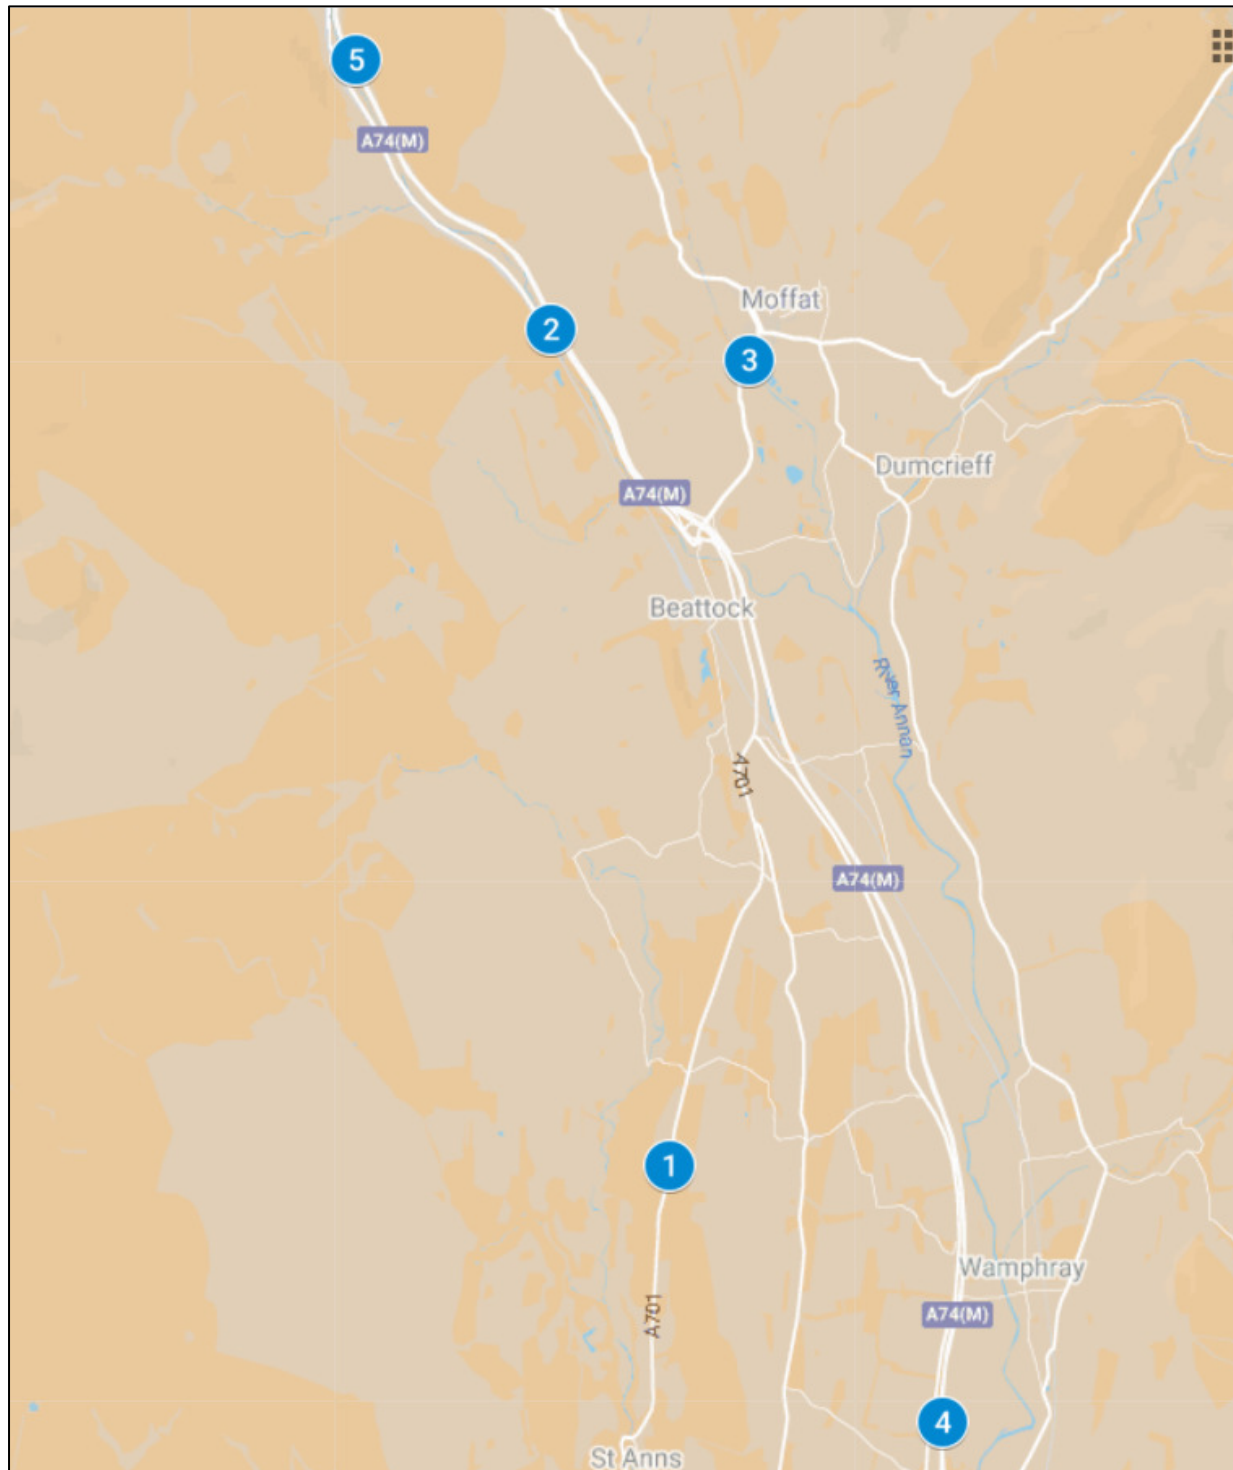 5
A74(M)
Moffat
2
3
Dumcrieff
A74(M)
Beattock
River Annan
A701
A74(M)
1
Wamphray
A701
A74(M)
4
St Anns